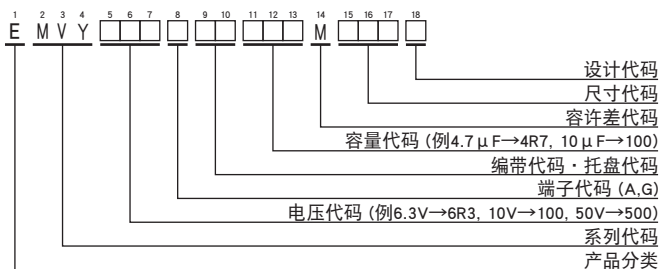 1 2 3 4 5 6 7 8 9 10 11 12 13 14 15 16 17 18
E M V Y □□□ □ □□ □□□ M □□□ □
设计代码
尺寸代码
容许差代码
容量代码 (例4.7μF→4R7, 10μF→100)
编带代码・托盘代码
端子代码 (A,G)
电压代码 (例6.3V→6R3, 10V→100, 50V→500)
系列代码
产品分类